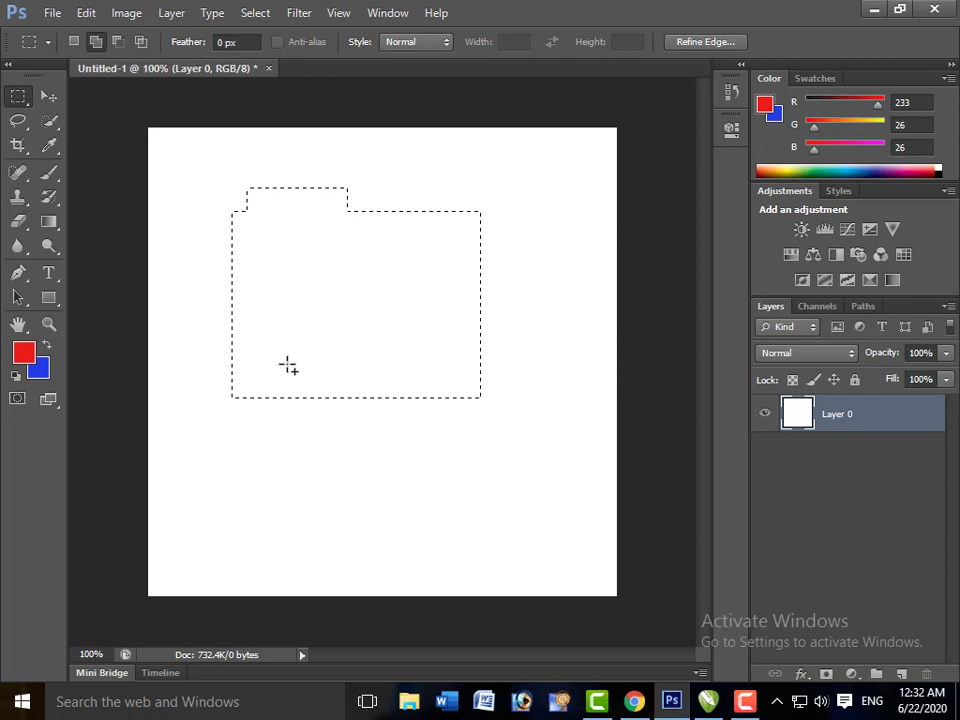 Ps File Edit Image Layer Type Select Filter View Window Help
Feather: 0 px Anti-alias Style: Normal Width: Height: Refine Edge...
Untitled-1 @ 100% (Layer 0, RGB/8) * ×
Color Swatches
R 233
G 26
B 26
Adjustments Styles
Add an adjustment
Layers Channels Paths
Kind
Normal Opacity: 100%
Lock: Fill: 100%
Layer 0
Activate Windows
Go to Settings to activate Windows.
100% Doc: 732.4K/0 bytes
Mini Bridge Timeline
Search the web and Windows
ENG
12:32 AM
6/22/2020